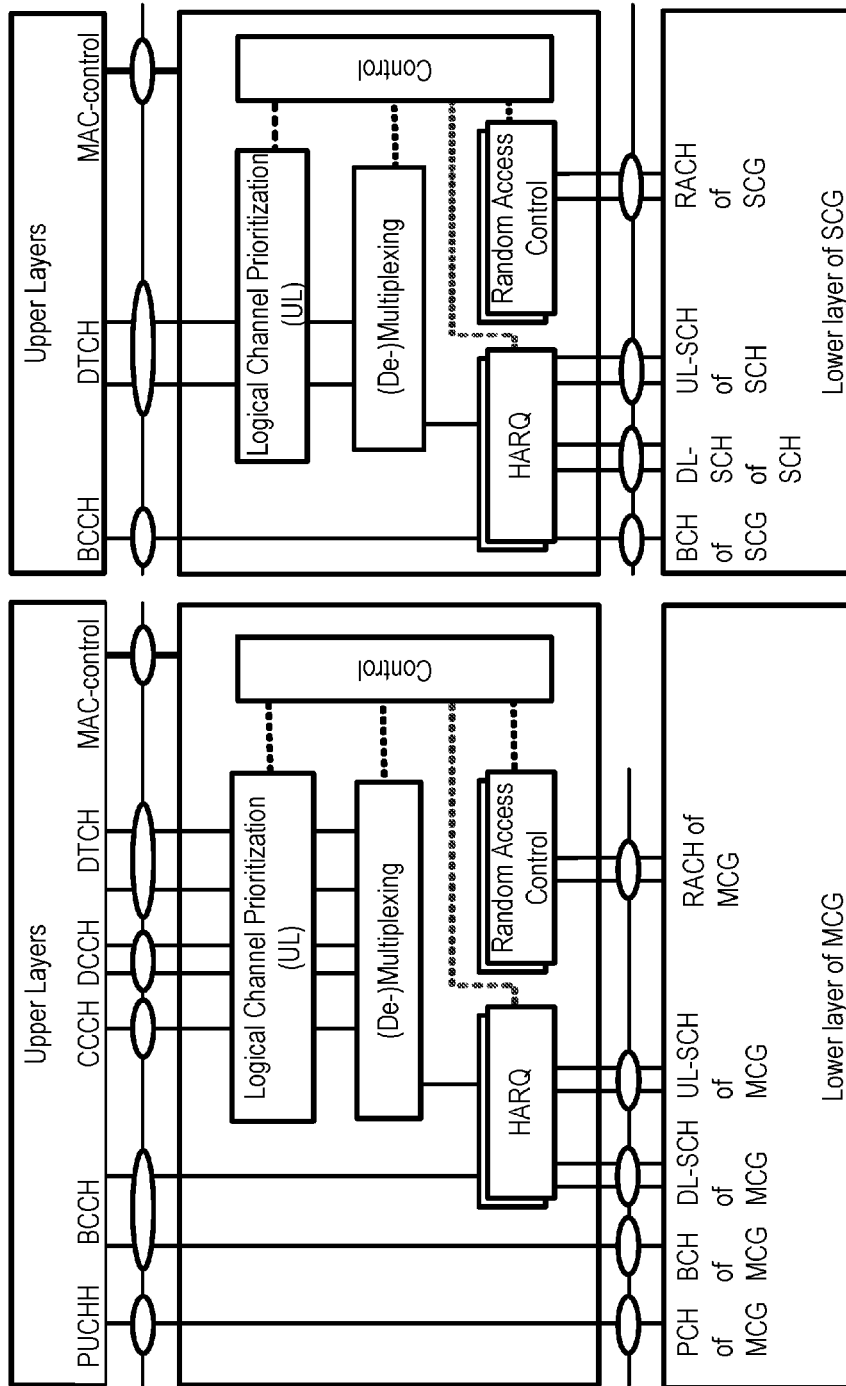 Upper Layers
PUCHH
BCCH
CCCH
DCCH
DTCH
MAC-control
Logical Channel Prioritization
(UL)
(De-)Multiplexing
HARQ
Random Access
Control
Control
PCH
of
MCG
BCH
of
MCG
DL-SCH
of
MCG
UL-SCH
of
MCG
RACH of
MCG
Lower layer of MCG
Upper Layers
BCCH
DTCH
MAC-control
Logical Channel Prioritization
(UL)
(De-)Multiplexing
HARQ
Random Access
Control
Control
BCH
of
SCG
DL-
SCH
of
SCH
UL-SCH
of
SCH
RACH
of
SCG
Lower layer of SCG